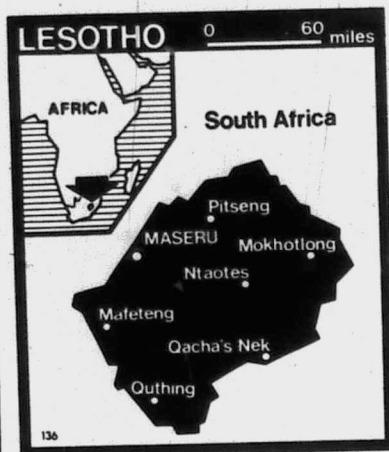 LESOTHO
0 60 miles
AFRICA
South Africa
Pitseng
MASERU
Mokhotlong
Ntaotes
Mafeteng
Qacha's Nek
Quthing
136